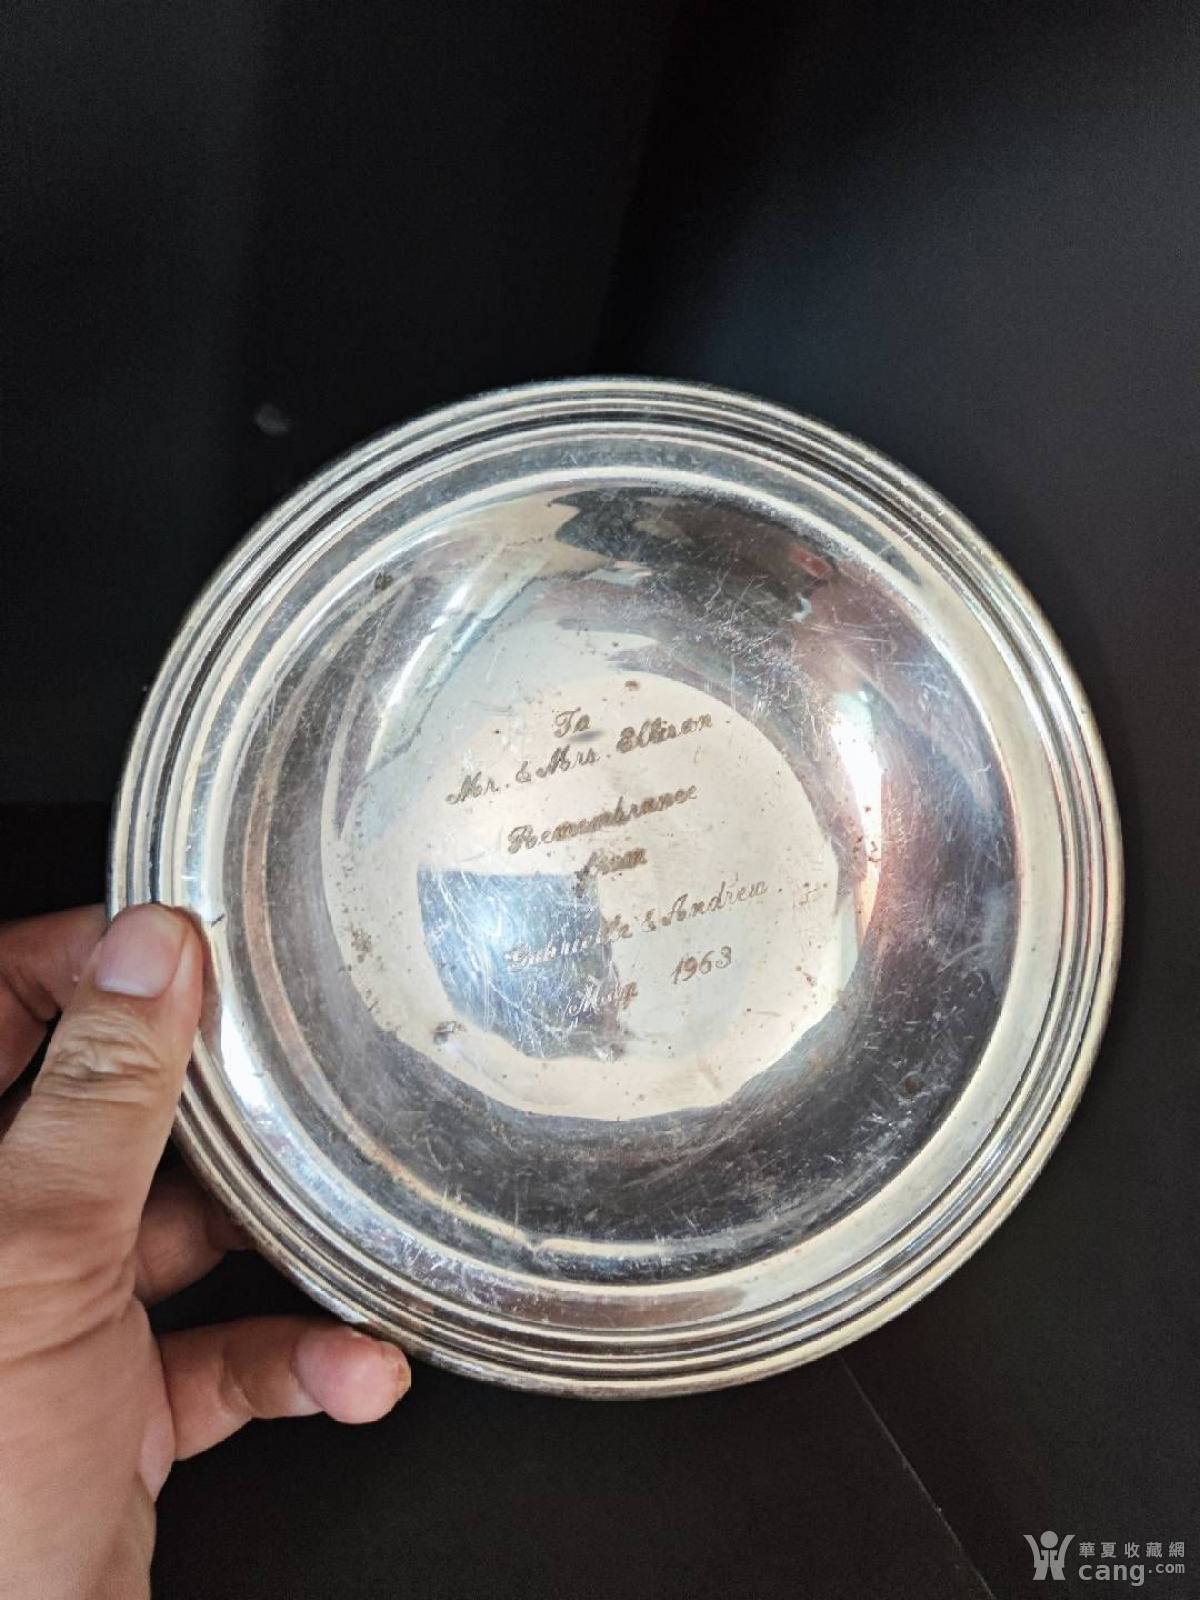 To
Mr. & Mrs. Ellison
Remembrance
from
Gabrielle & Andrew
May 1963
華夏收藏網
cang.com